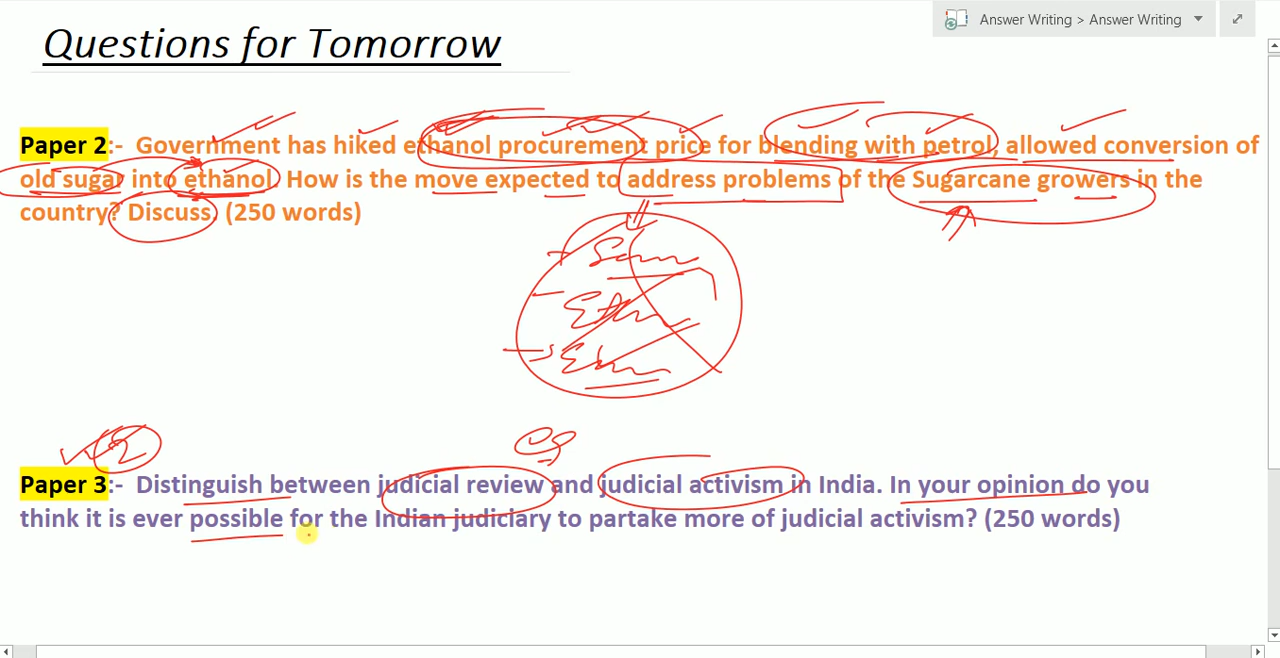 Answer Writing > Answer Writing
Questions for Tomorrow
Paper 2:- Government has hiked ethanol procurement price for blending with petrol, allowed conversion of
old sugar into ethanol. How is the move expected to address problems of the Sugarcane growers in the
country? Discuss. (250 words)
2
eg
Paper 3:- Distinguish between judicial review and judicial activism in India. In your opinion do you
think it is ever possible for the Indian judiciary to partake more of judicial activism? (250 words)